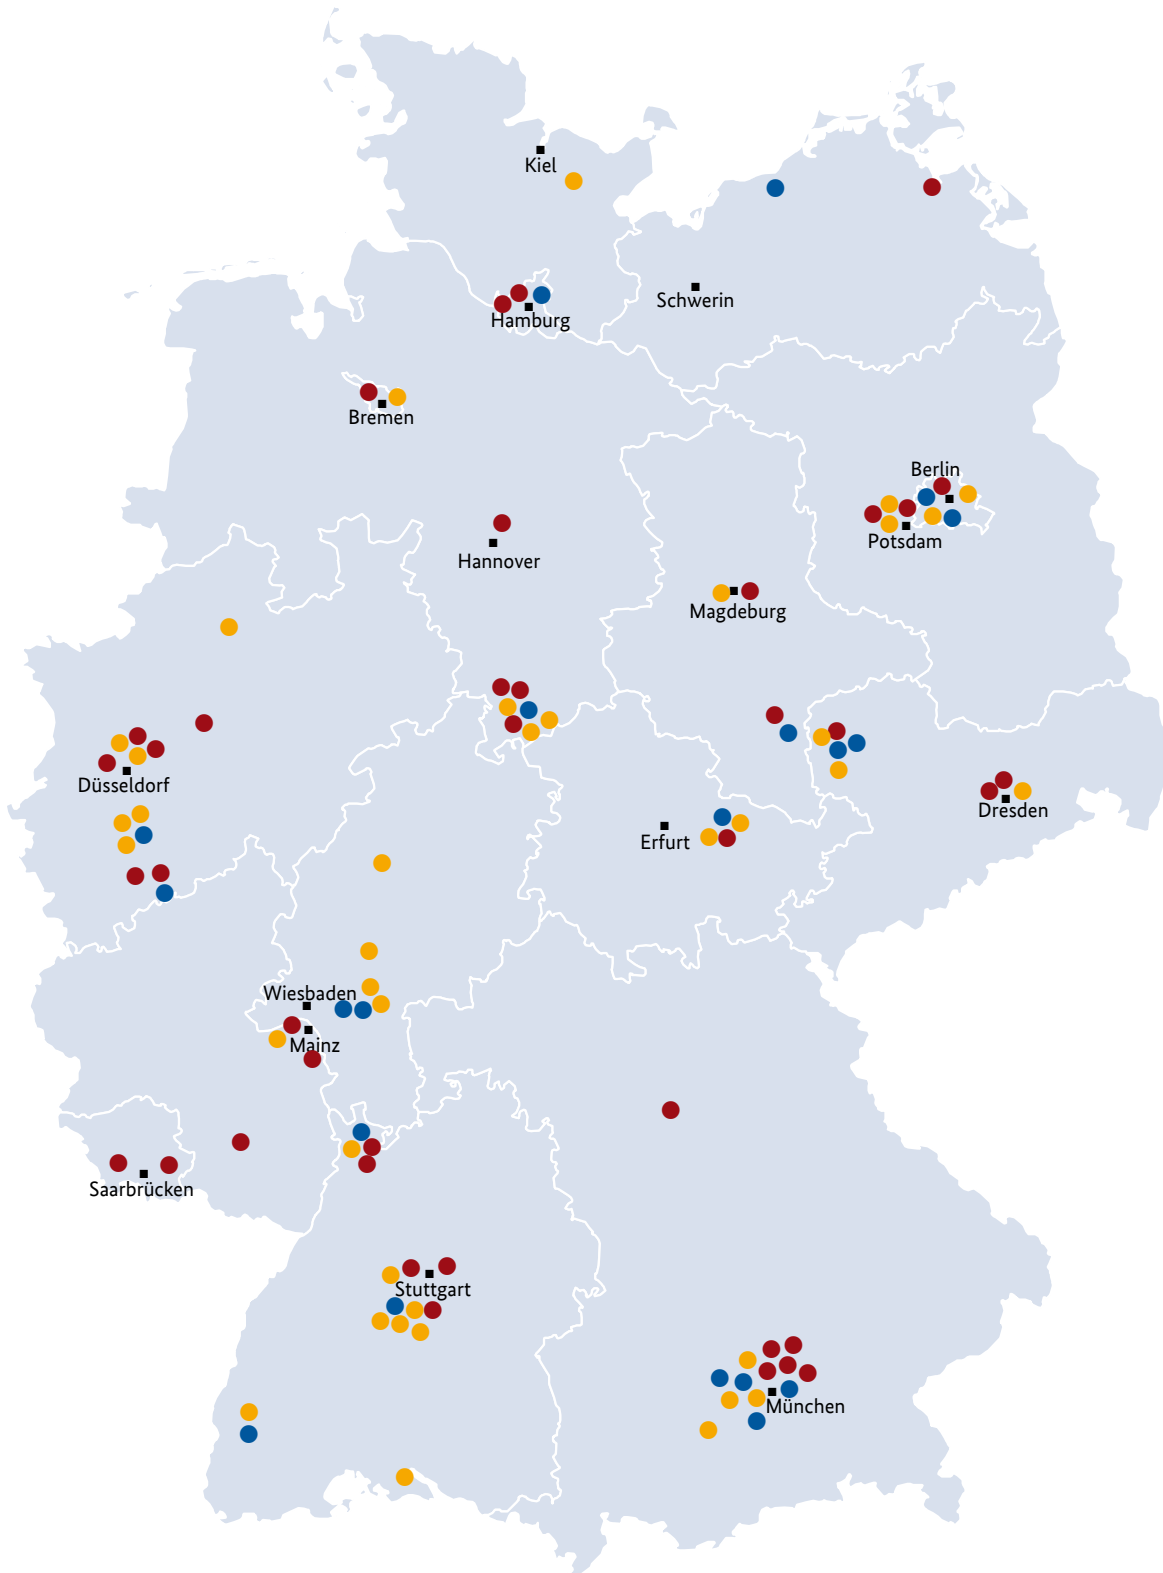 Kiel
Schwerin
Hamburg
Bremen
Berlin
Potsdam
Hannover
Magdeburg
Düsseldorf
Dresden
Erfurt
Wiesbaden
Mainz
Saarbrücken
Stuttgart
München